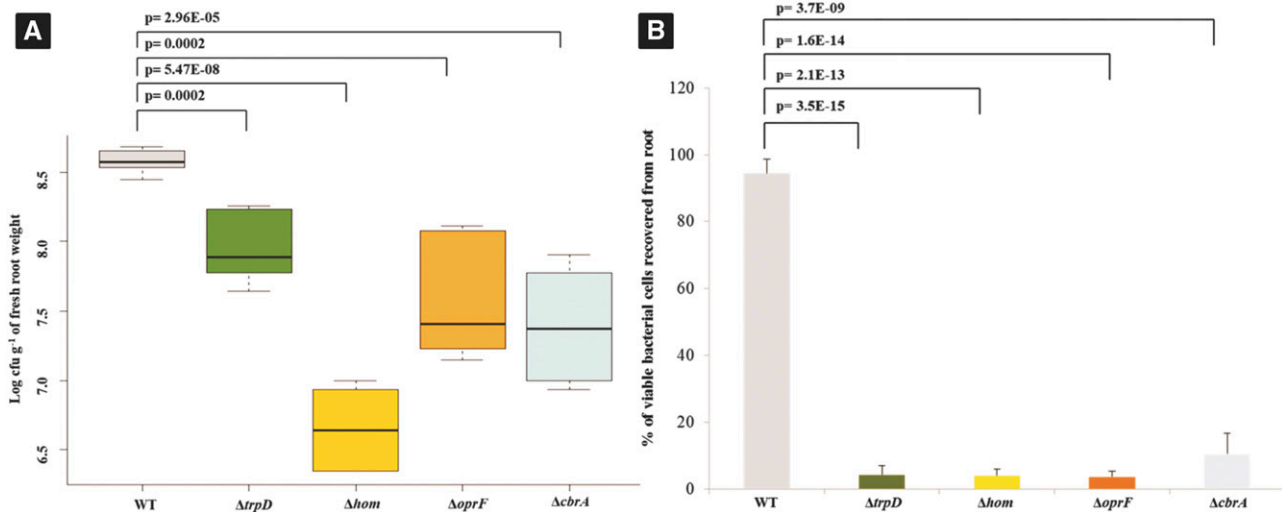 A
p= 2.96E-05
p= 0.0002
p= 5.47E-08
p= 0.0002
Log cfu g⁻¹ of fresh root weight
8.5
8.0
7.5
7.0
6.5
WT
ΔtrpD
Δhom
ΔoprF
ΔcbrA
B
p= 3.7E-09
p= 1.6E-14
p= 2.1E-13
p= 3.5E-15
% of viable bacterial cells recovered from root
120
100
80
60
40
20
0
WT
ΔtrpD
Δhom
ΔoprF
ΔcbrA